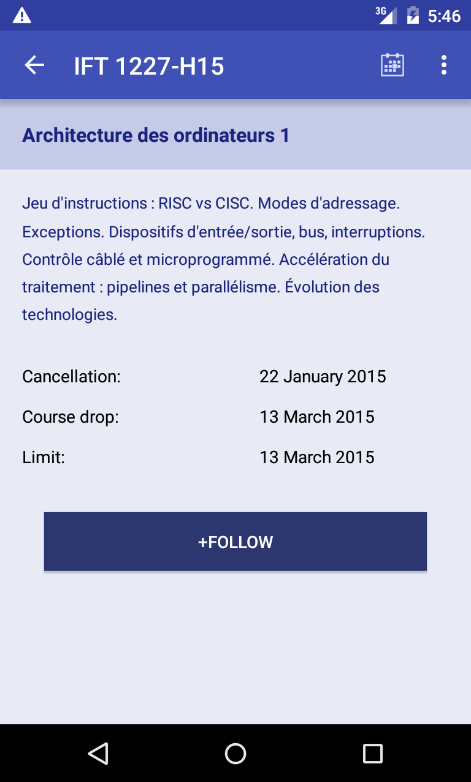 3G 5:46
IFT 1227-H15
Architecture des ordinateurs 1
Jeu d'instructions : RISC vs CISC. Modes d'adressage.
Exceptions. Dispositifs d'entrée/sortie, bus, interruptions.
Contrôle câblé et microprogrammé. Accélération du
traitement : pipelines et parallélisme. Évolution des
technologies.
Cancellation: 22 January 2015
Course drop: 13 March 2015
Limit: 13 March 2015
+FOLLOW